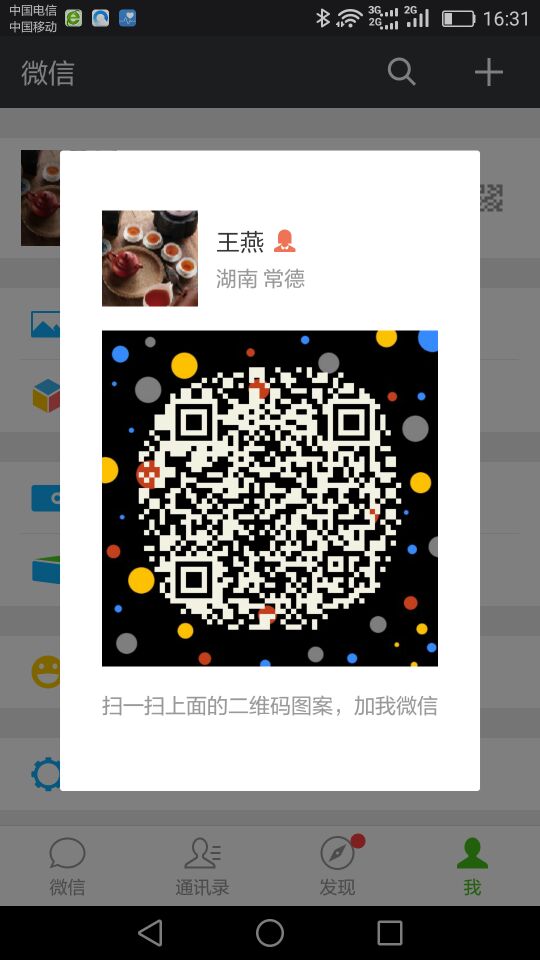 中国电信
中国移动
3G
2G
2G
16:31
微信
王燕
湖南 常德
扫一扫上面的二维码图案，加我微信
微信
通讯录
发现
我